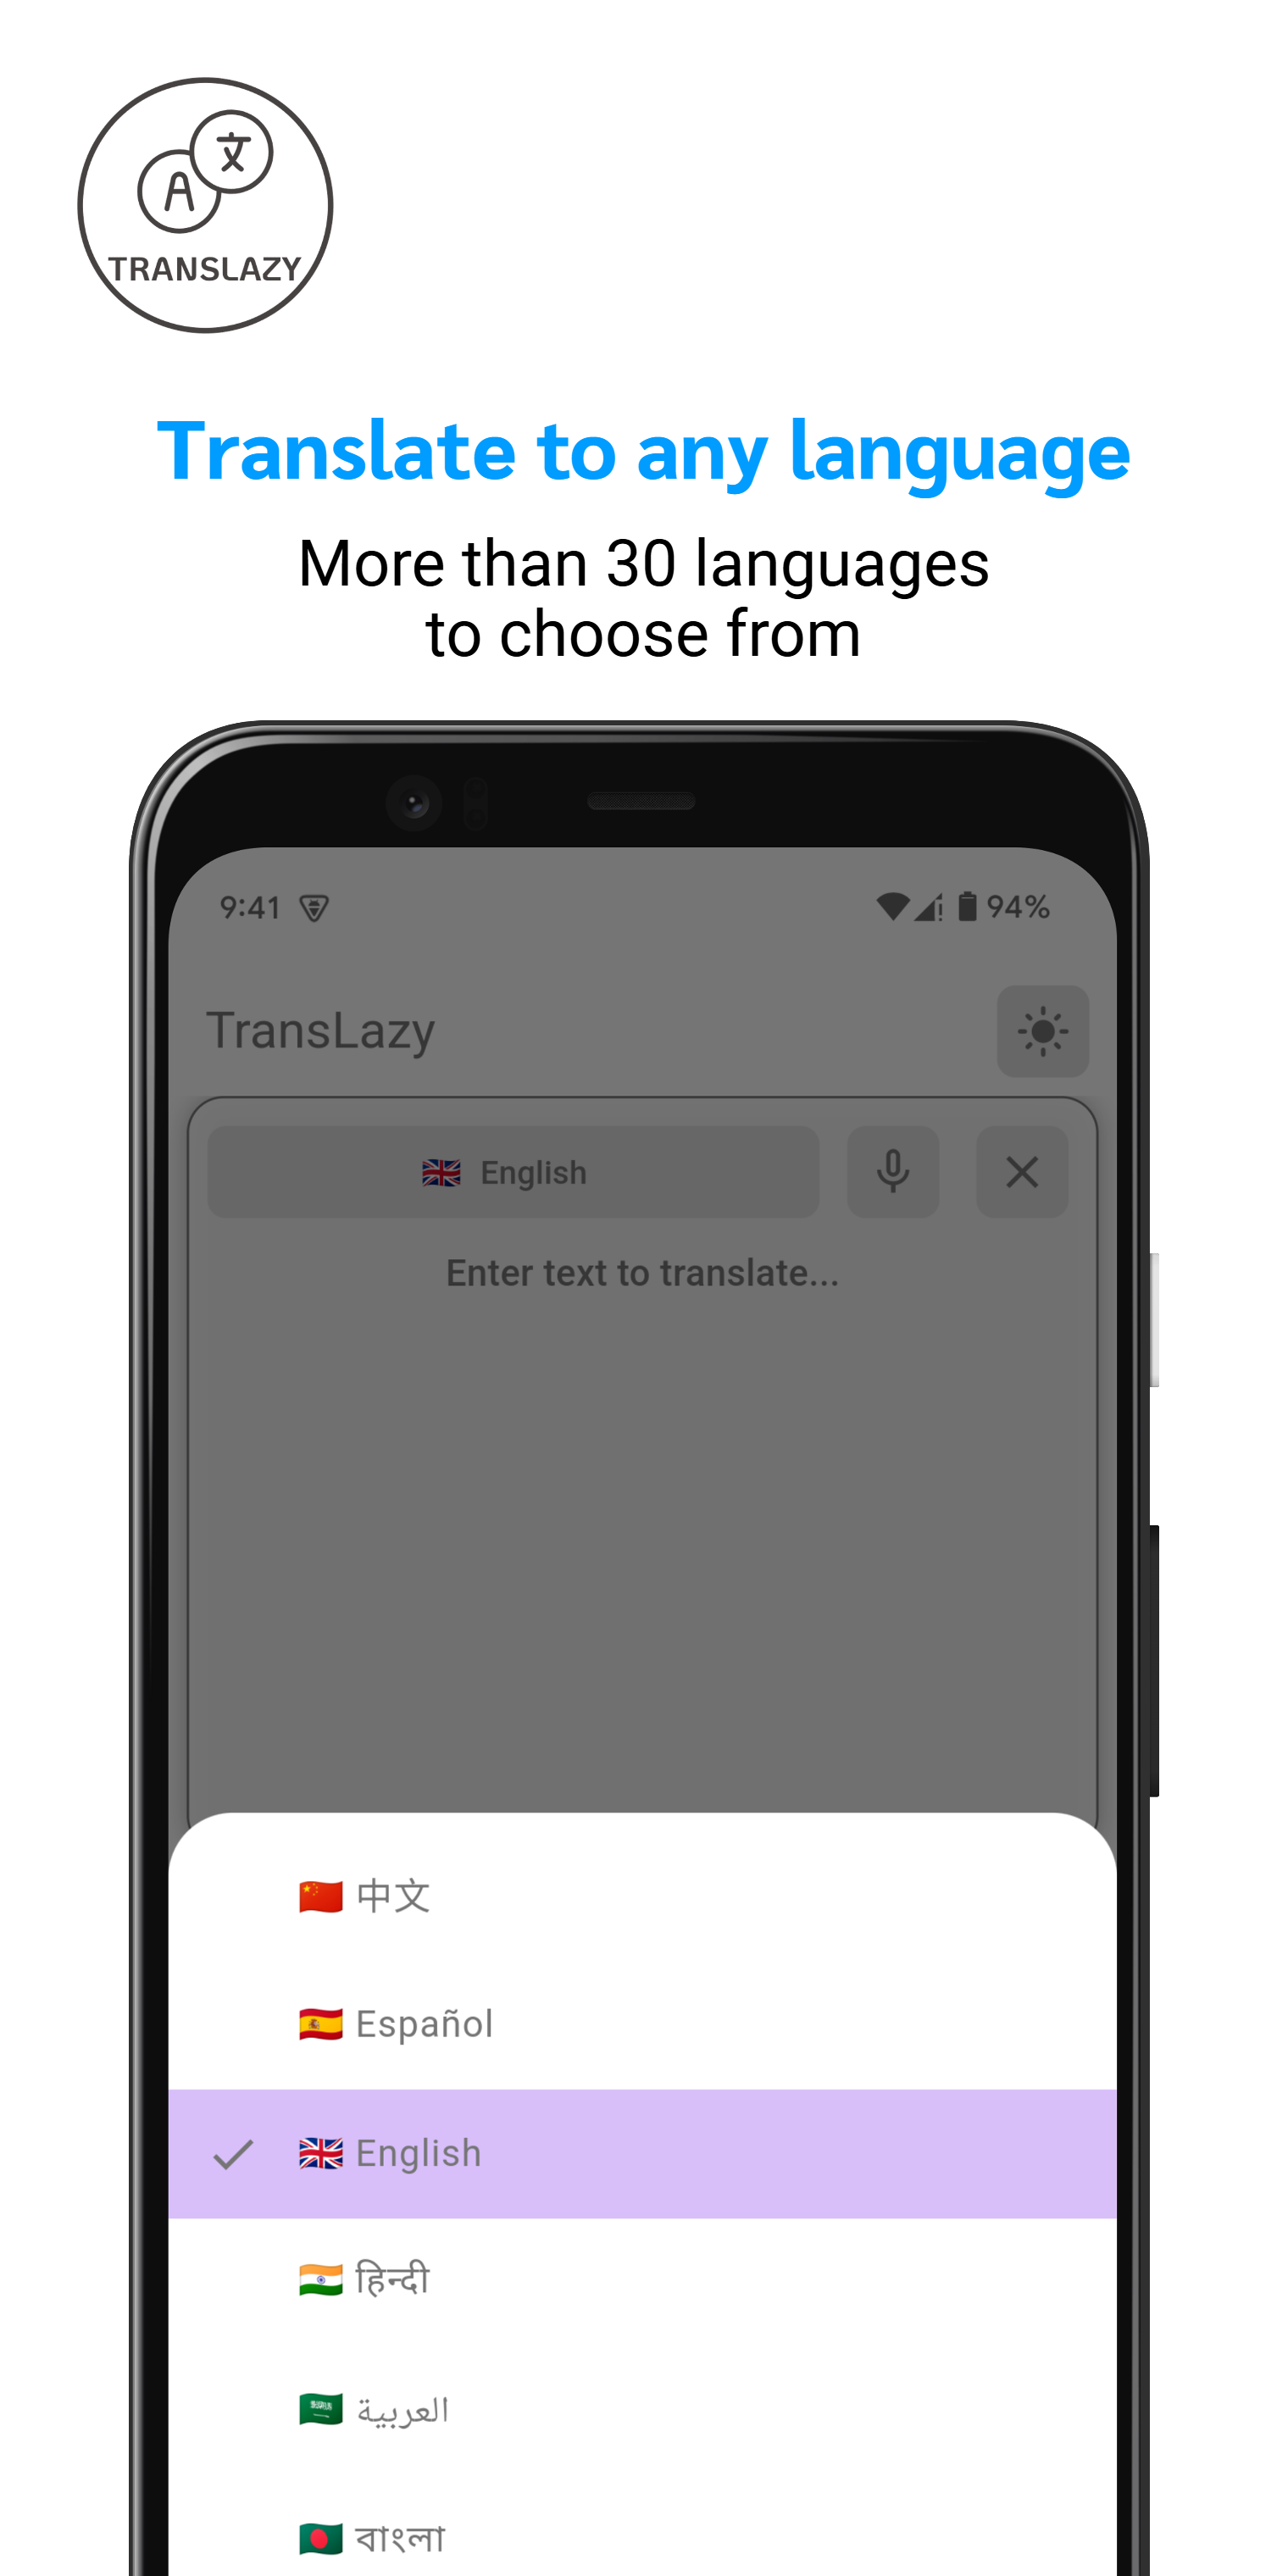 A 文
TRANSLAZY
Translate to any language
More than 30 languages
to choose from
9:41 94%
TransLazy
English
Enter text to translate...
中文
Español
English
हिन्दी
العربية
বাংলা